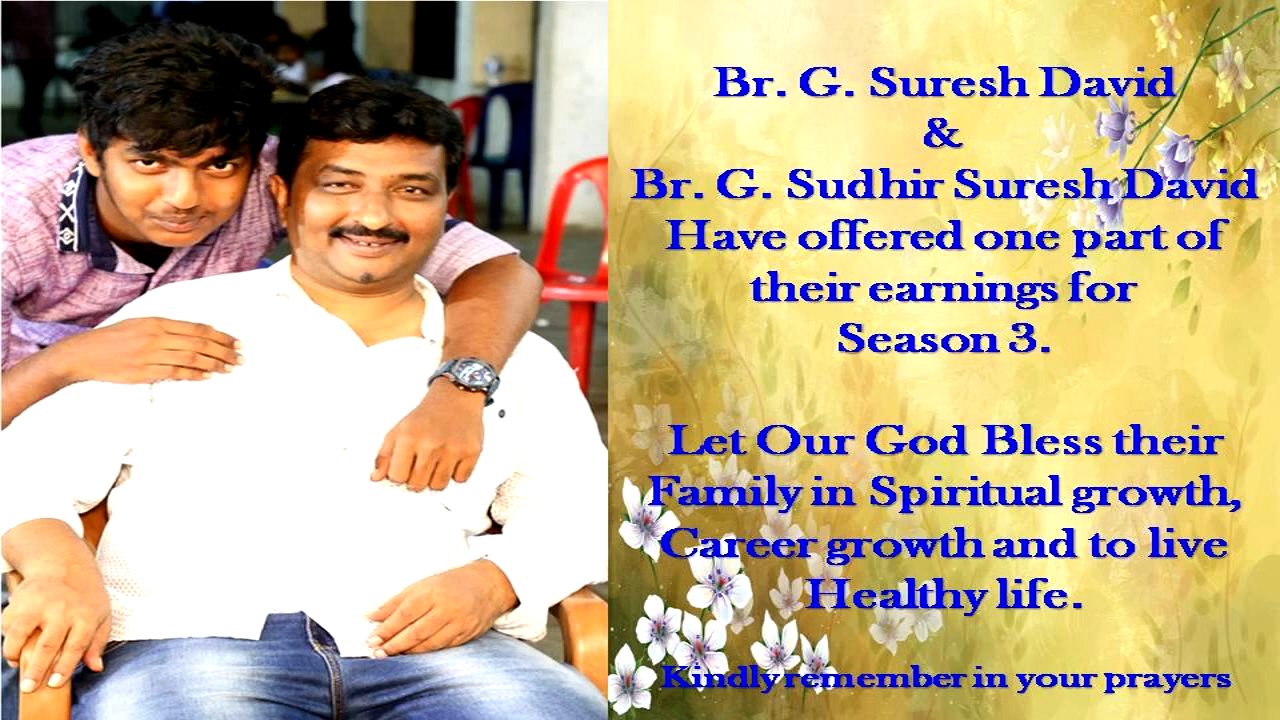 Br. G. Suresh David
&
Br. G. Sudhir Suresh David
Have offered one part of
their earnings for
Season 3.
Let Our God Bless their
Family in Spiritual growth,
Career growth and to live
Healthy life.
Kindly remember in your prayers